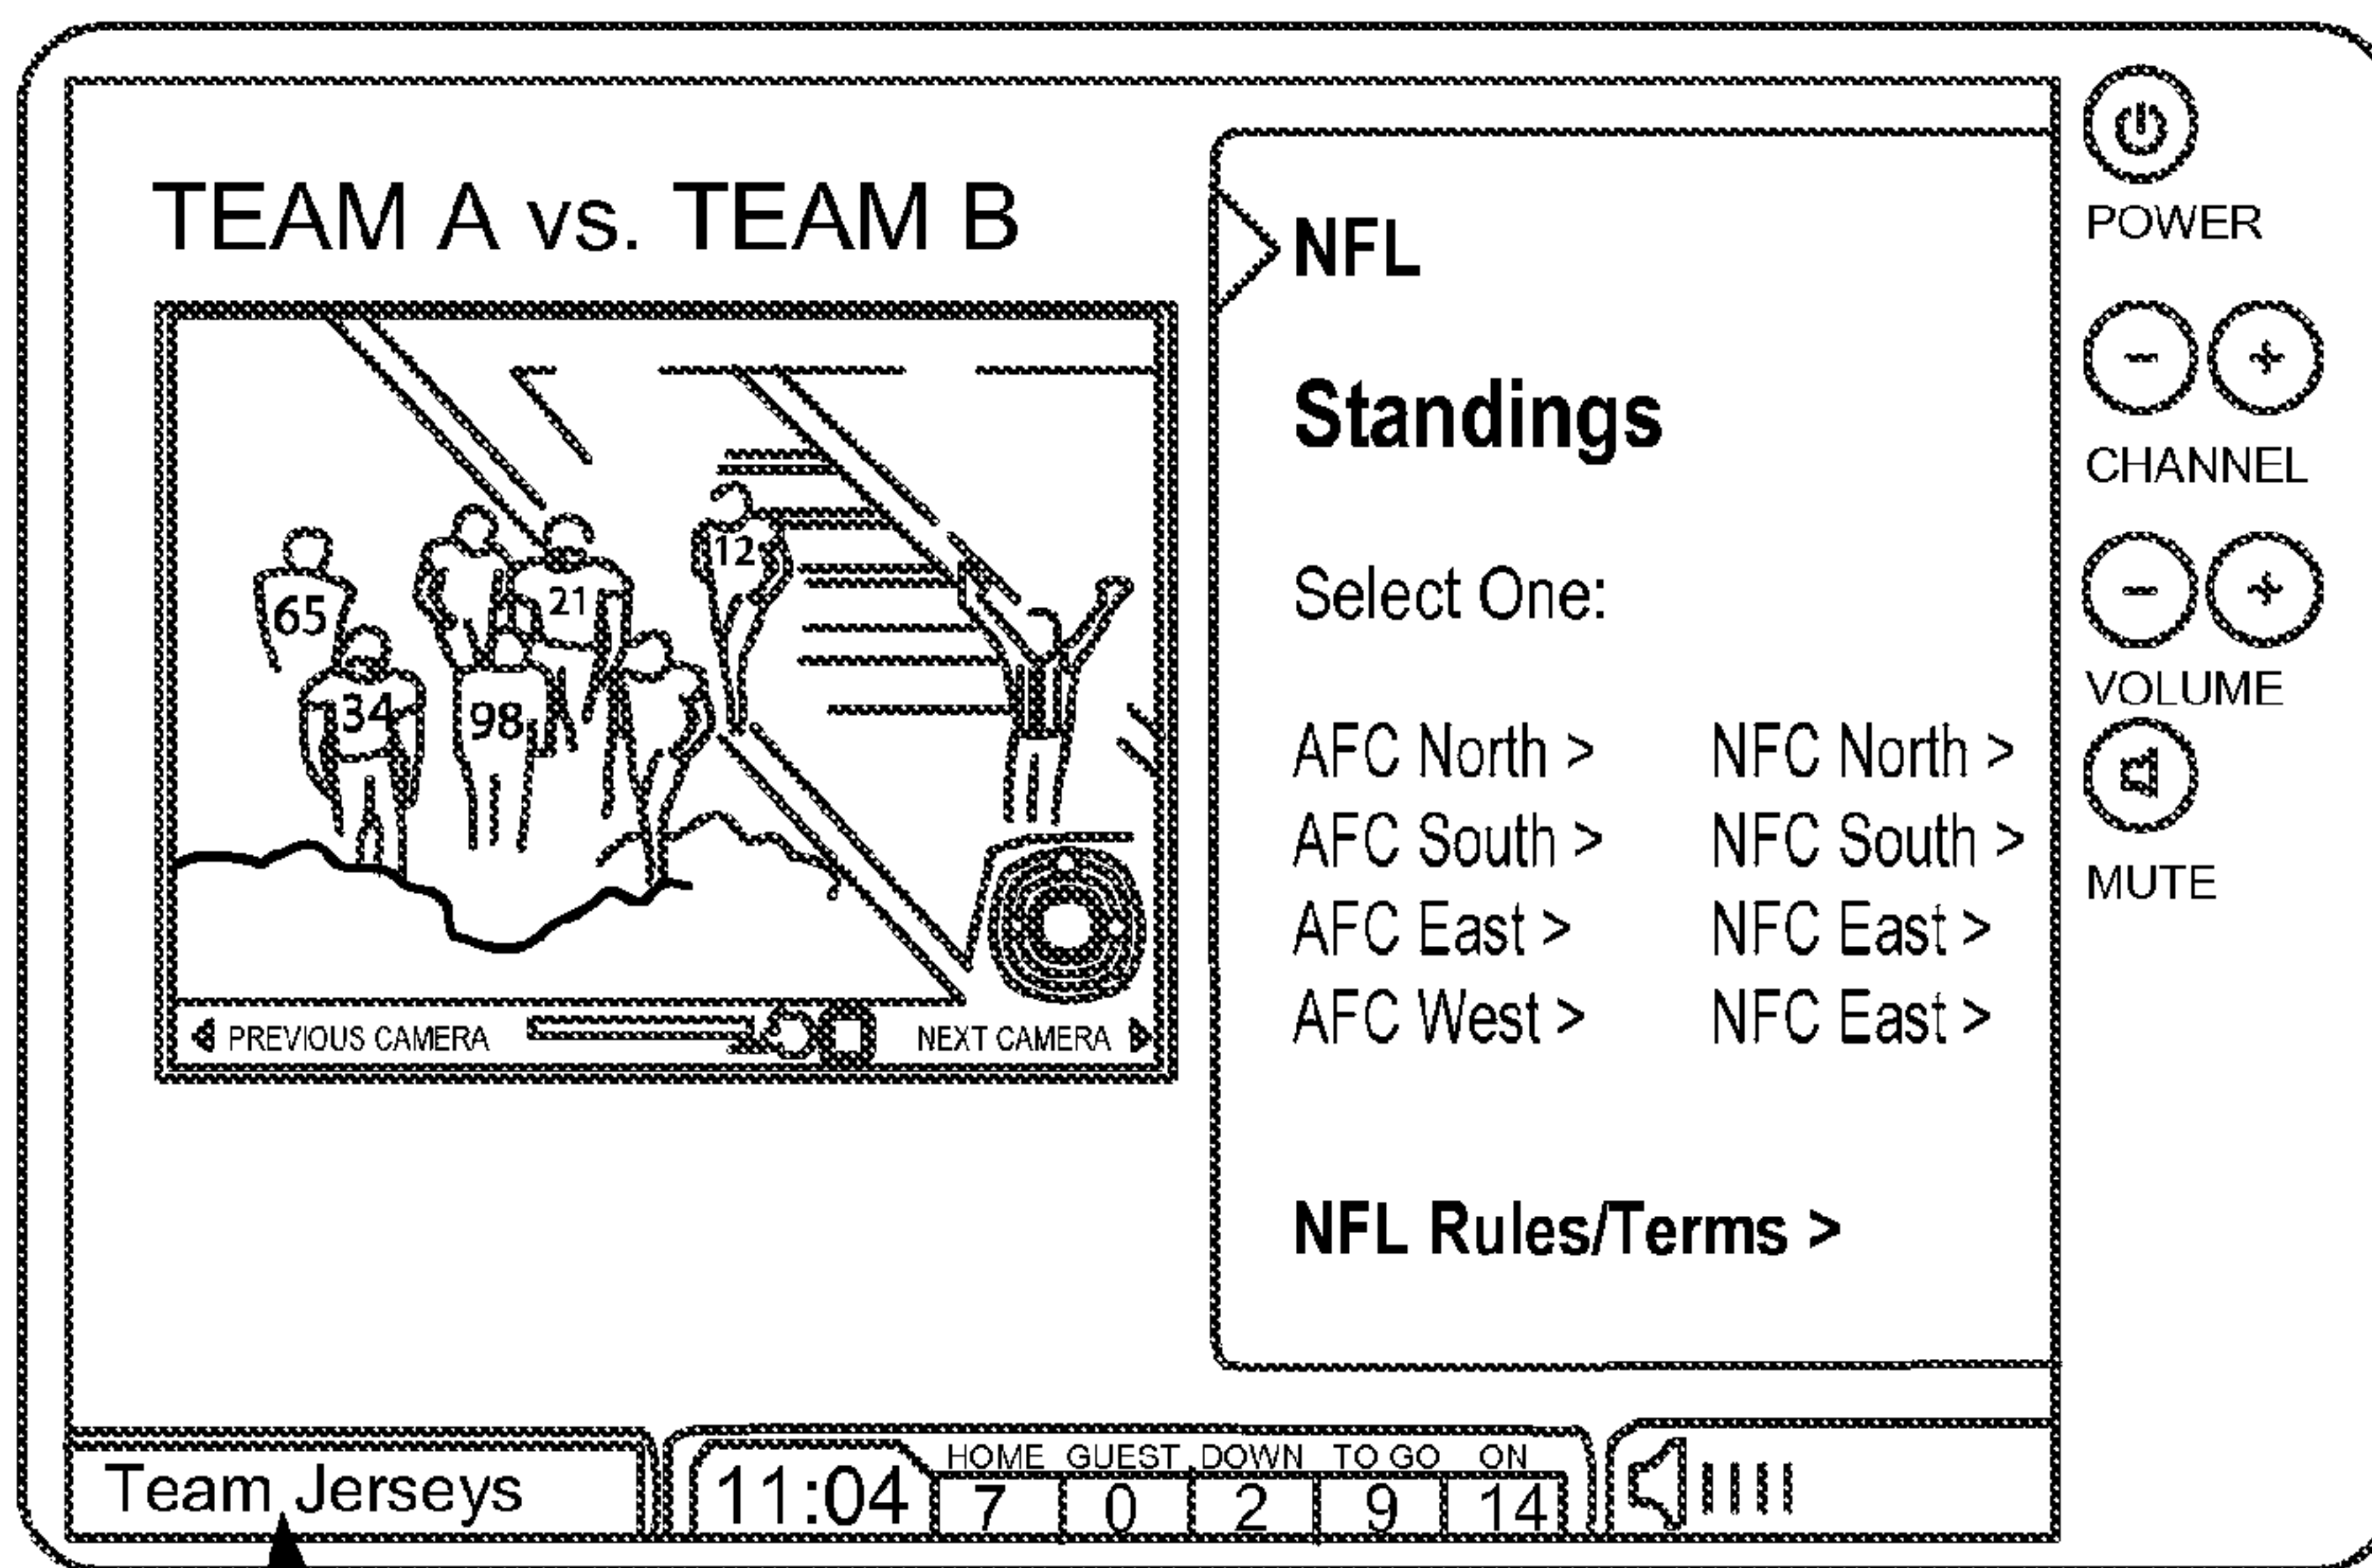 TEAM A vs. TEAM B
65
34
98
21
12
PREVIOUS CAMERA
NEXT CAMERA
NFL
Standings
Select One:
AFC North > NFC North >
AFC South > NFC South >
AFC East > NFC East >
AFC West > NFC East >
NFL Rules/Terms >
POWER
- +
CHANNEL
- +
VOLUME
MUTE
Team Jerseys
HOME GUEST DOWN TO GO ON
11:04 7 0 2 9 14